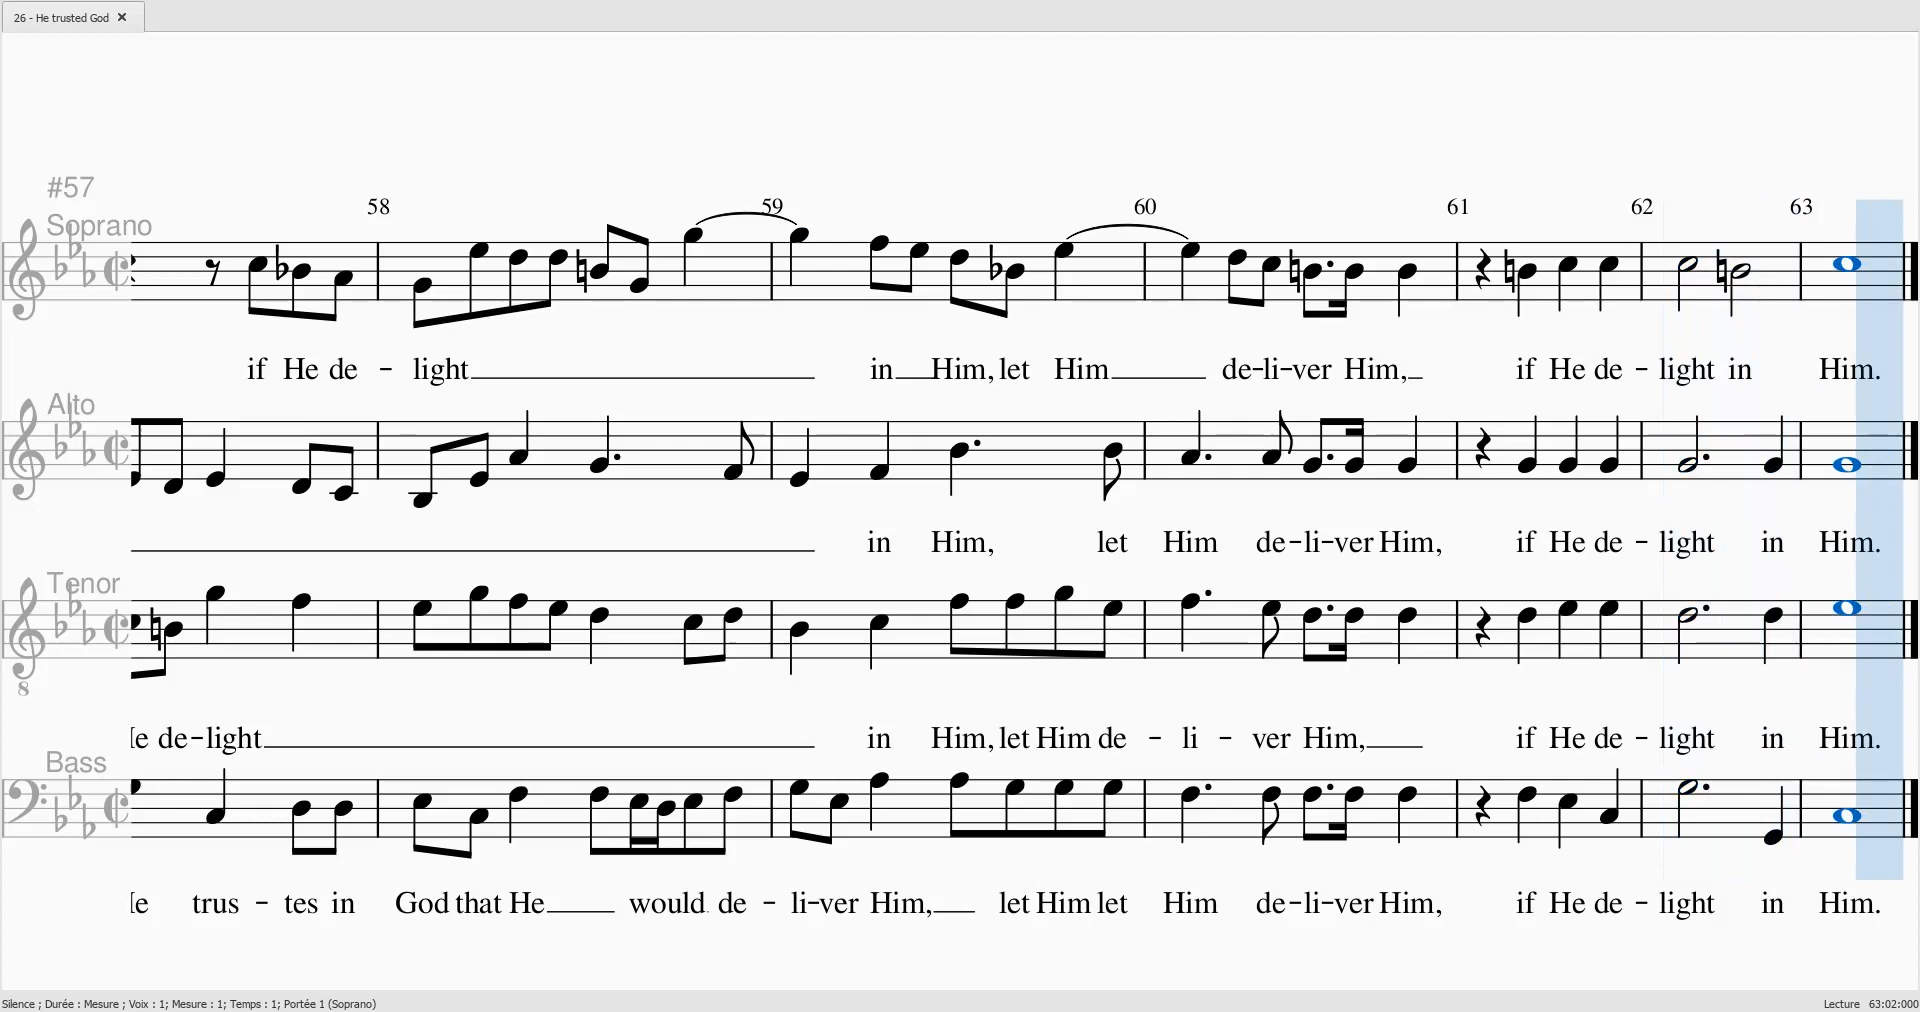 26 - He trusted God
#57
58 59 60 61 62 63
Soprano
if He de - light in Him, let Him de-li-ver Him, if He de - light in Him.
Alto
in Him, let Him de-li-ver Him, if He de - light in Him.
Tenor
8
de-light in Him, let Him de - li - ver Him, if He de - light in Him.
Bass
trus - tes in God that He would de - li-ver Him, let Him let Him de-li-ver Him, if He de - light in Him.
Silence ; Durée : Mesure ; Voix : 1; Mesure : 1; Temps : 1; Portée 1 (Soprano)
Lecture 63:02:000